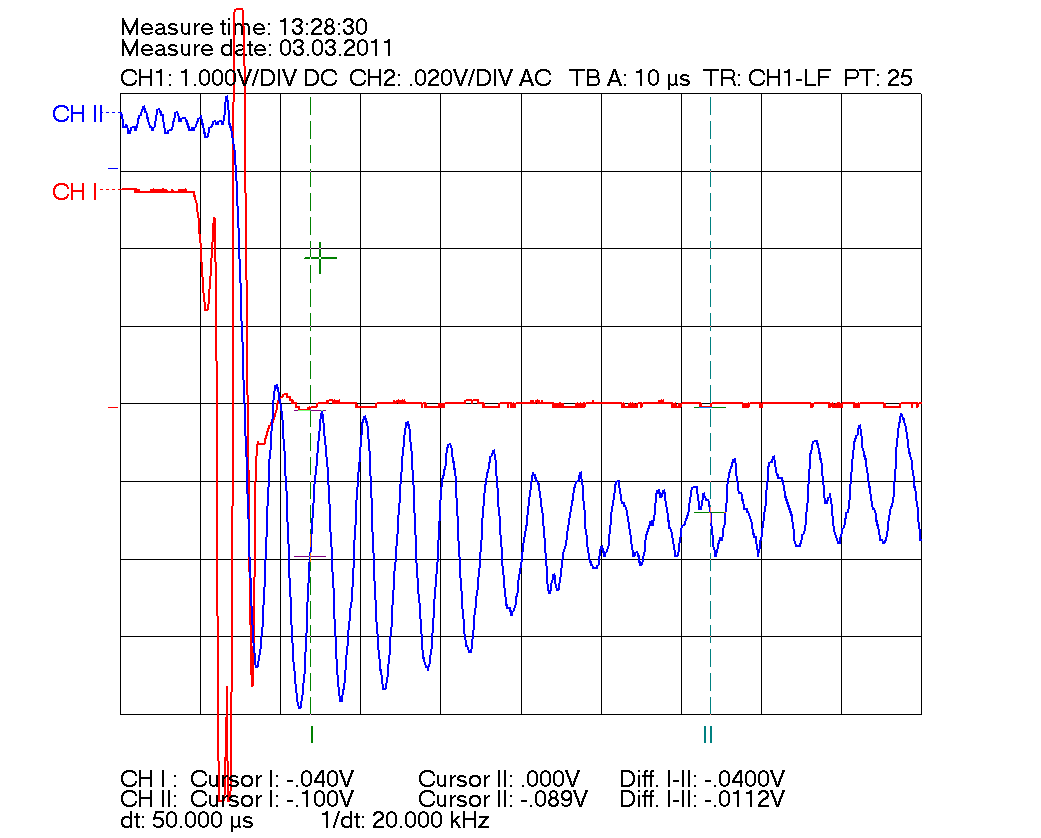 Measure time: 13:28:30
Measure date: 03.03.2011
CH1: 1.000V/DIV DC CH2: .020V/DIV AC TB A: 10 µs TR: CH1-LF PT: 25
CH II
CH I
I II
CH I : Cursor I: -.040V Cursor II: .000V Diff. I-II: -.0400V
CH II: Cursor I: -.100V Cursor II: -.089V Diff. I-II: -.0112V
dt: 50.000 µs 1/dt: 20.000 kHz